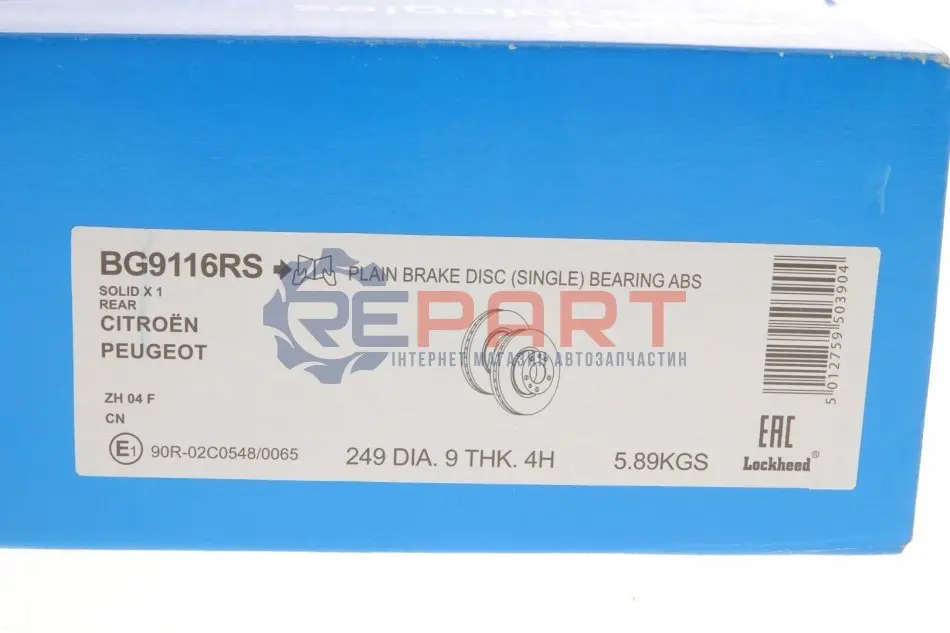 BG9116RS
PLAIN BRAKE DISC (SINGLE) BEARING ABS
SOLID X 1
REAR
CITROËN
PEUGEOT
REPART
ІНТЕРНЕТ МАГАЗИН АВТОЗАПЧАСТИН
ZH 04 F
CN
E1 90R-02C0548/0065
249 DIA. 9 THK. 4H
5.89KGS
5 012759 503904
EAC
Lockheed®